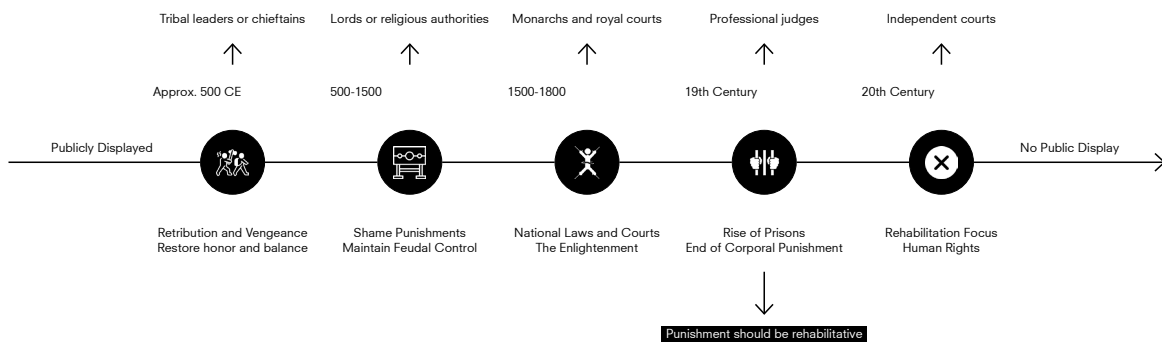 Tribal leaders or chieftains
Lords or religious authorities
Monarchs and royal courts
Professional judges
Independent courts
Approx. 500 CE
500-1500
1500-1800
19th Century
20th Century
Publicly Displayed
No Public Display
Retribution and Vengeance
Restore honor and balance
Shame Punishments
Maintain Feudal Control
National Laws and Courts
The Enlightenment
Rise of Prisons
End of Corporal Punishment
Rehabilitation Focus
Human Rights
Punishment should be rehabilitative